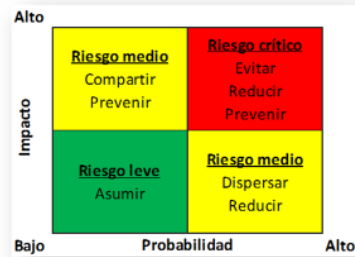 Alto
Riesgo medio
Compartir
Prevenir
Riesgo crítico
Evitar
Reducir
Prevenir
Impacto
Riesgo leve
Asumir
Riesgo medio
Dispersar
Reducir
Bajo
Probabilidad
Alto